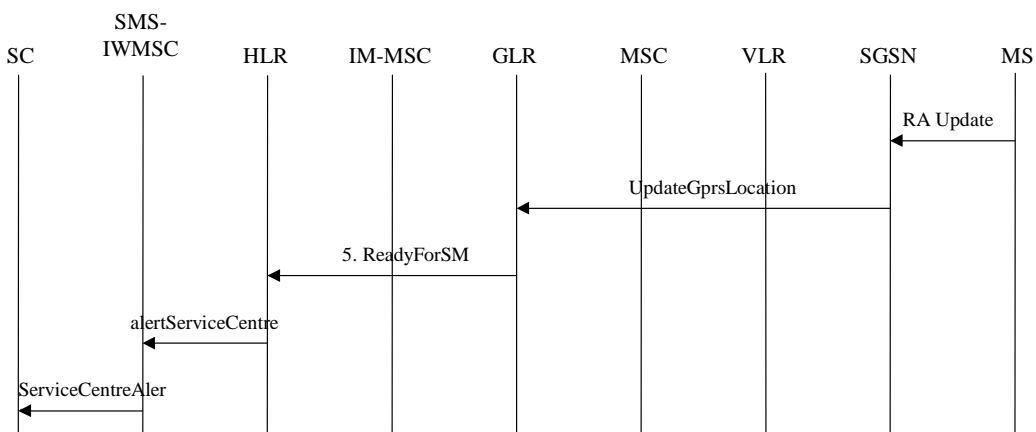 SMS-
IWMSC
SC HLR IM-MSC GLR MSC VLR SGSN MS
RA Update
UpdateGprsLocation
5. ReadyForSM
alertServiceCentre
ServiceCentreAler